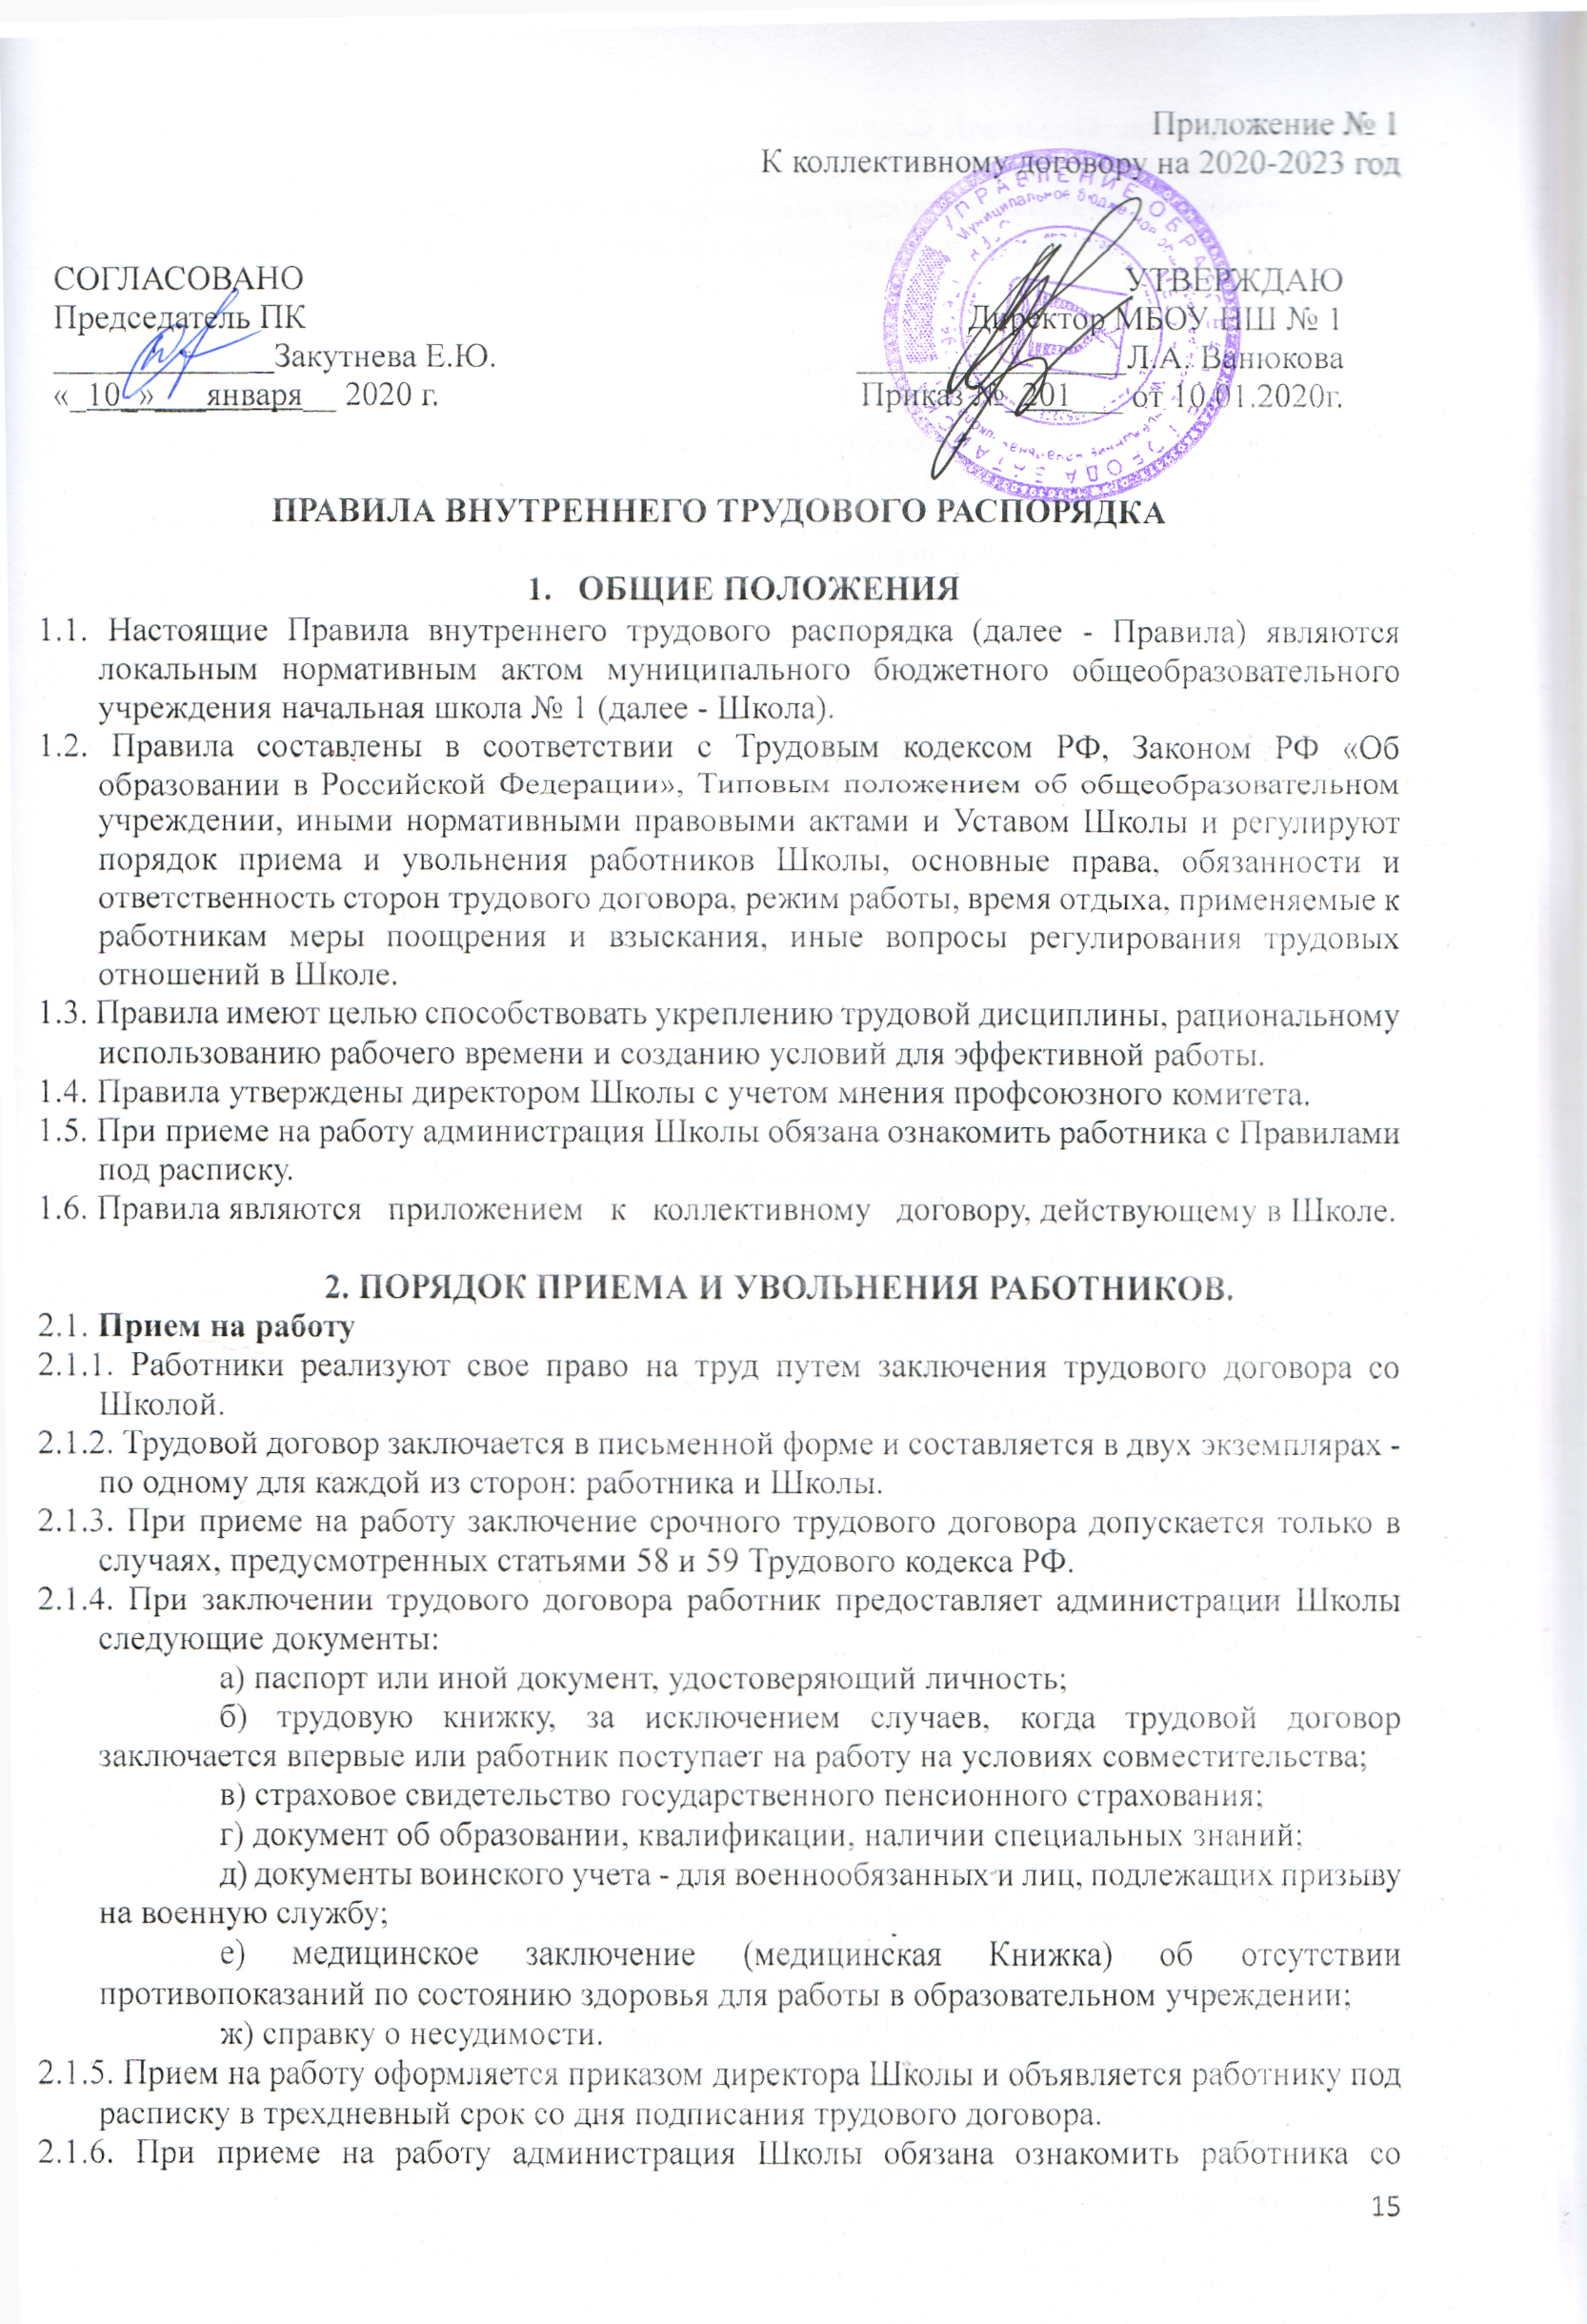 Приложение № 1
К коллективному договору на 2020-2023 год
СОГЛАСОВАНО
Председатель ПК
Закутнева Е.Ю.
« 10 » января 2020 г.
УТВЕРЖДАЮ
Директор МБОУ НШ № 1
Л.А. Ванюкова
Приказ № 201 от 10.01.2020г.
ПРАВИЛА ВНУТРЕННЕГО ТРУДОВОГО РАСПОРЯДКА
1. ОБЩИЕ ПОЛОЖЕНИЯ
1.1. Настоящие Правила внутреннего трудового распорядка (далее - Правила) являются
локальным нормативным актом муниципального бюджетного общеобразовательного
учреждения начальная школа № 1 (далее - Школа).
1.2. Правила составлены в соответствии с Трудовым кодексом РФ, Законом РФ «Об
образовании в Российской Федерации», Типовым положением об общеобразовательном
учреждении, иными нормативными правовыми актами и Уставом Школы и регулируют
порядок приема и увольнения работников Школы, основные права, обязанности и
ответственность сторон трудового договора, режим работы, время отдыха, применяемые к
работникам меры поощрения и взыскания, иные вопросы регулирования трудовых
отношений в Школе.
1.3. Правила имеют целью способствовать укреплению трудовой дисциплины, рациональному
использованию рабочего времени и созданию условий для эффективной работы.
1.4. Правила утверждены директором Школы с учетом мнения профсоюзного комитета.
1.5. При приеме на работу администрация Школы обязана ознакомить работника с Правилами
под расписку.
1.6. Правила являются приложением к коллективному договору, действующему в Школе.
2. ПОРЯДОК ПРИЕМА И УВОЛЬНЕНИЯ РАБОТНИКОВ.
2.1. Прием на работу
2.1.1. Работники реализуют свое право на труд путем заключения трудового договора со
Школой.
2.1.2. Трудовой договор заключается в письменной форме и составляется в двух экземплярах -
по одному для каждой из сторон: работника и Школы.
2.1.3. При приеме на работу заключение срочного трудового договора допускается только в
случаях, предусмотренных статьями 58 и 59 Трудового кодекса РФ.
2.1.4. При заключении трудового договора работник предоставляет администрации Школы
следующие документы:
а) паспорт или иной документ, удостоверяющий личность;
б) трудовую книжку, за исключением случаев, когда трудовой договор
заключается впервые или работник поступает на работу на условиях совместительства;
в) страховое свидетельство государственного пенсионного страхования;
г) документ об образовании, квалификации, наличии специальных знаний;
д) документы воинского учета - для военнообязанных и лиц, подлежащих призыву
на военную службу;
е) медицинское заключение (медицинская Книжка) об отсутствии
противопоказаний по состоянию здоровья для работы в образовательном учреждении;
ж) справку о несудимости.
2.1.5. Прием на работу оформляется приказом директора Школы и объявляется работнику под
расписку в трехдневный срок со дня подписания трудового договора.
2.1.6. При приеме на работу администрация Школы обязана ознакомить работника со
15